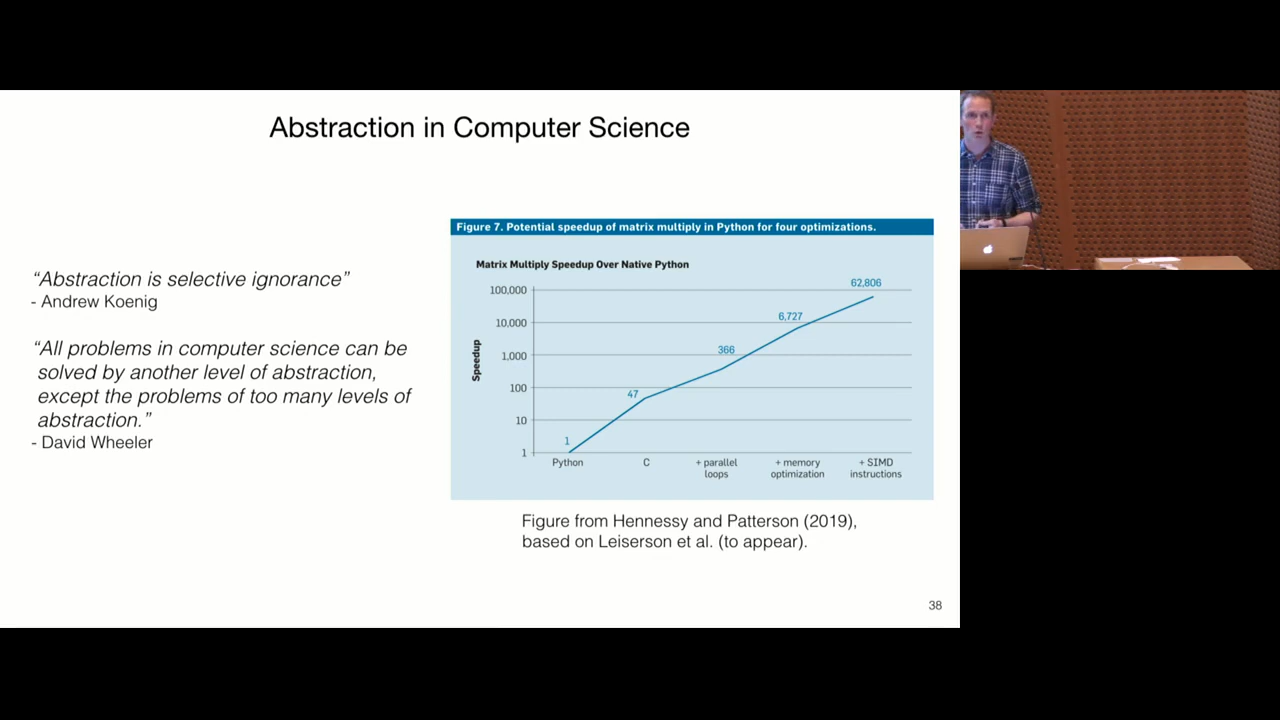 Abstraction in Computer Science
“Abstraction is selective ignorance”
- Andrew Koenig
“All problems in computer science can be
solved by another level of abstraction,
except the problems of too many levels of
abstraction.”
- David Wheeler
Figure 7. Potential speedup of matrix multiply in Python for four optimizations.
Matrix Multiply Speedup Over Native Python
Speedup
100,000
10,000
1,000
100
10
1
1
47
366
6,727
62,806
Python
C
+ parallel
loops
+ memory
optimization
+ SIMD
instructions
Figure from Hennessy and Patterson (2019),
based on Leiserson et al. (to appear).
38